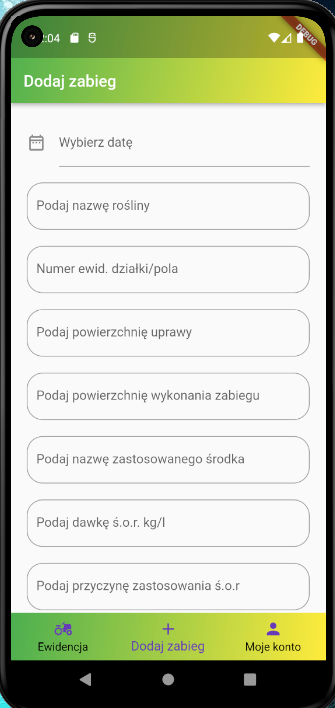 2:04
DEBUG
Dodaj zabieg
Wybierz datę
Podaj nazwę rośliny
Numer ewid. działki/pola
Podaj powierzchnię uprawy
Podaj powierzchnię wykonania zabiegu
Podaj nazwę zastosowanego środka
Podaj dawkę ś.o.r. kg/l
Podaj przyczynę zastosowania ś.o.r
Ewidencja
Dodaj zabieg
Moje konto